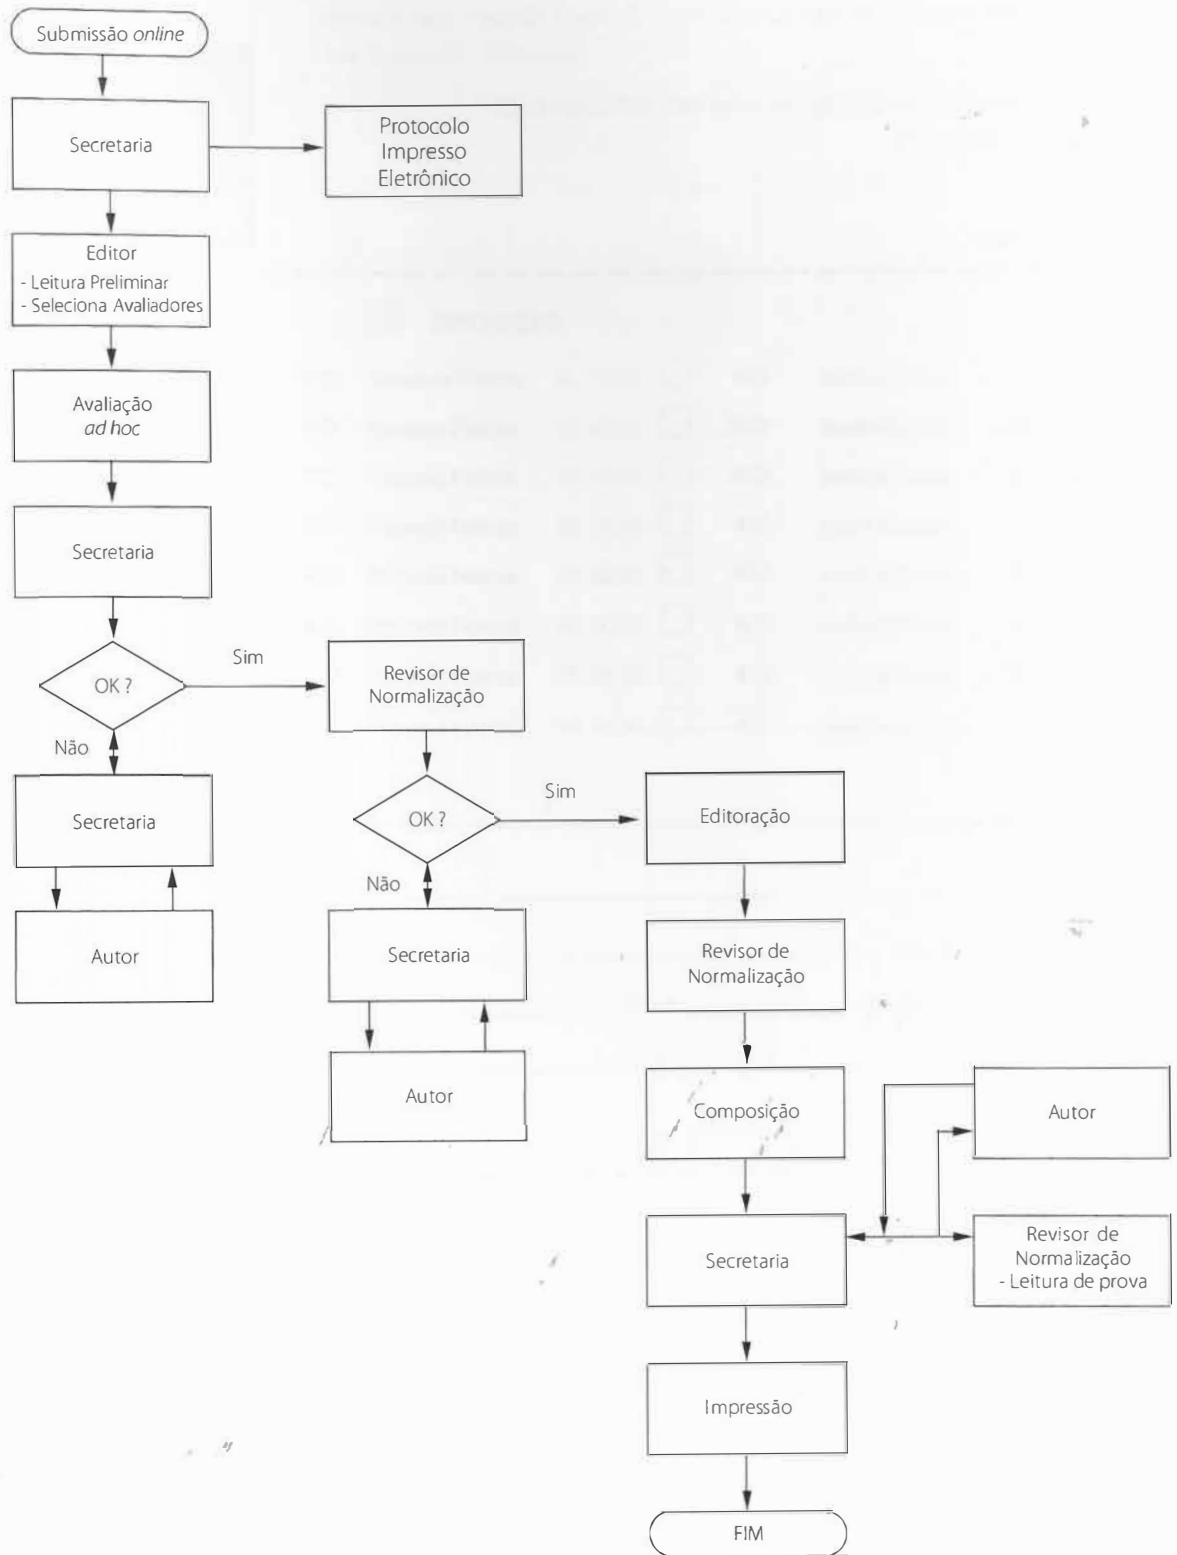 Submissão online
Secretaria
Protocolo
Impresso
Eletrônico
Editor
- Leitura Preliminar
- Seleciona Avaliadores
Avaliação
ad hoc
Secretaria
OK ?
Sim
Não
Secretaria
Autor
Revisor de
Normalização
OK ?
Sim
Não
Secretaria
Autor
Editoração
Revisor de
Normalização
Composição
Autor
Secretaria
Revisor de
Normalização
- Leitura de prova
Impressão
FIM